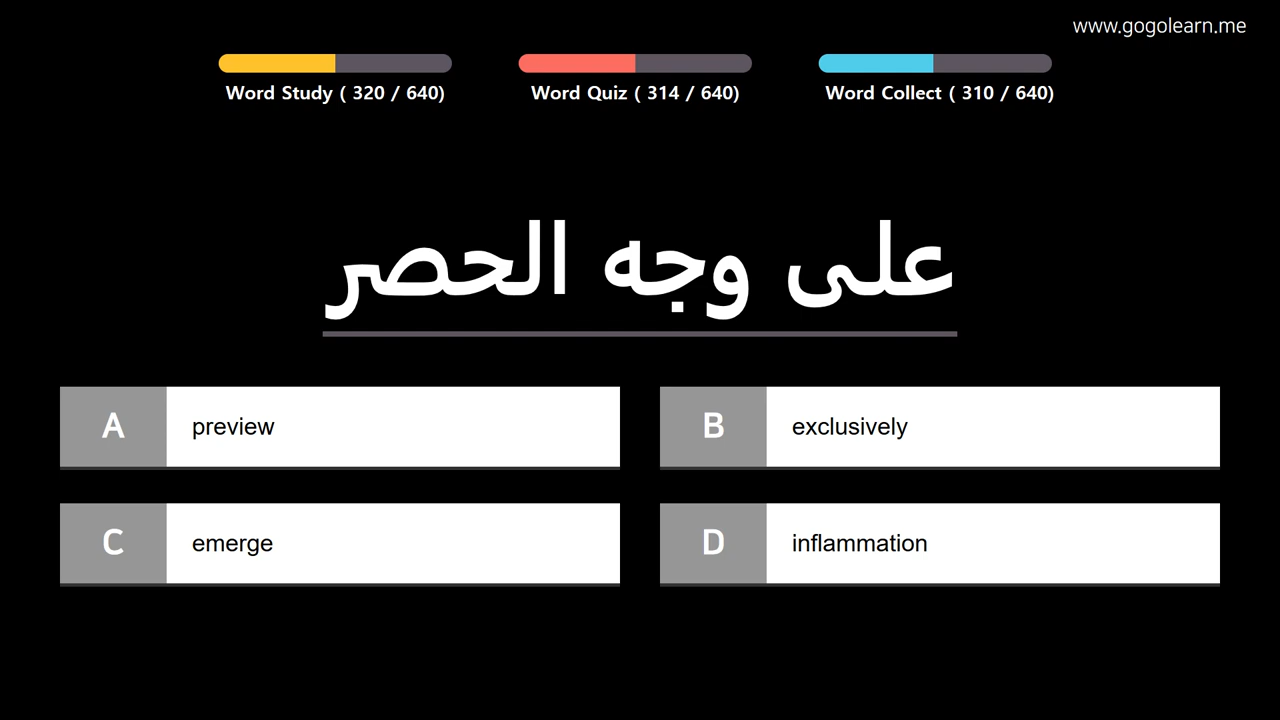 www.gogolearn.me
Word Study ( 320 / 640)
Word Quiz ( 314 / 640)
Word Collect ( 310 / 640)
على وجه الحصر
A preview
B exclusively
C emerge
D inflammation